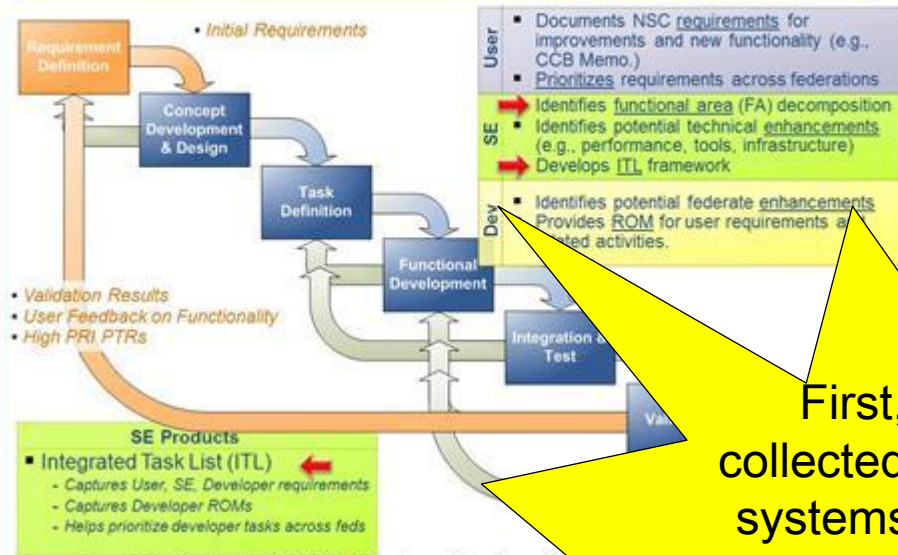 Requirement
Definition
• Initial Requirements
Concept
Development
& Design
Task
Definition
Functional
Development
Integration &
Test
• Validation Results
• User Feedback on Functionality
• High PRI PTRs
User
▪ Documents NSC requirements for
improvements and new functionality (e.g.,
CCB Memo.)
▪ Prioritizes requirements across federations
SE
Identifies functional area (FA) decomposition
▪ Identifies potential technical enhancements
(e.g., performance, tools, infrastructure)
Develops ITL framework
Dev
▪ Identifies potential federate enhancements
Provides ROM for user requirements
activities.
SE Products
▪ Integrated Task List (ITL)
- Captures User, SE, Developer requirements
- Captures Developer ROMs
- Helps prioritize developer tasks across feds
First,
collected
systems